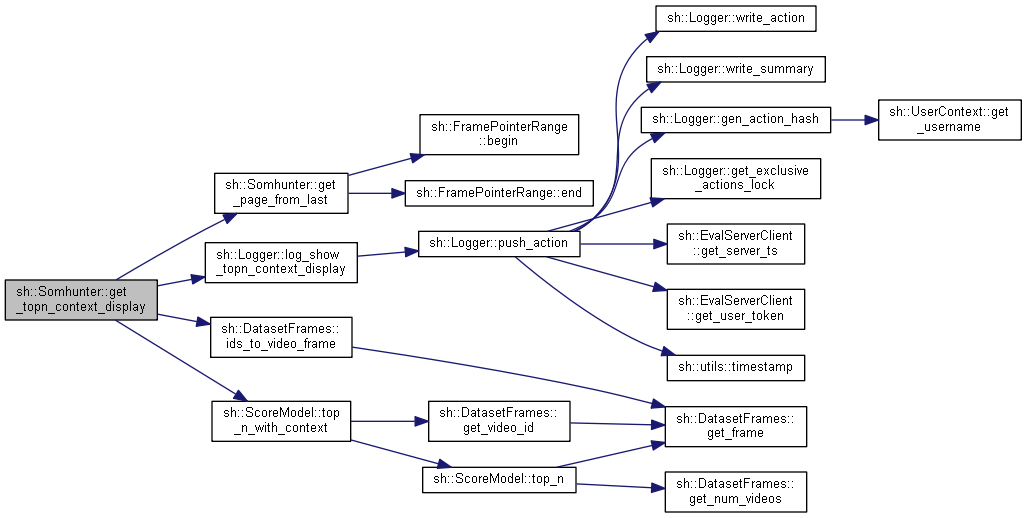 sh::Somhunter::get
_topn_context_display
sh::Somhunter::get
_page_from_last
sh::Logger::log_show
_topn_context_display
sh::DatasetFrames::
ids_to_video_frame
sh::ScoreModel::top
_n_with_context
sh::FramePointerRange
::begin
sh::FramePointerRange::end
sh::Logger::push_action
sh::DatasetFrames::
get_video_id
sh::ScoreModel::top_n
sh::Logger::write_action
sh::Logger::write_summary
sh::Logger::gen_action_hash
sh::Logger::get_exclusive
_actions_lock
sh::EvalServerClient
::get_server_ts
sh::EvalServerClient
::get_user_token
sh::utils::timestamp
sh::DatasetFrames::
get_frame
sh::DatasetFrames::
get_num_videos
sh::UserContext::get
_username